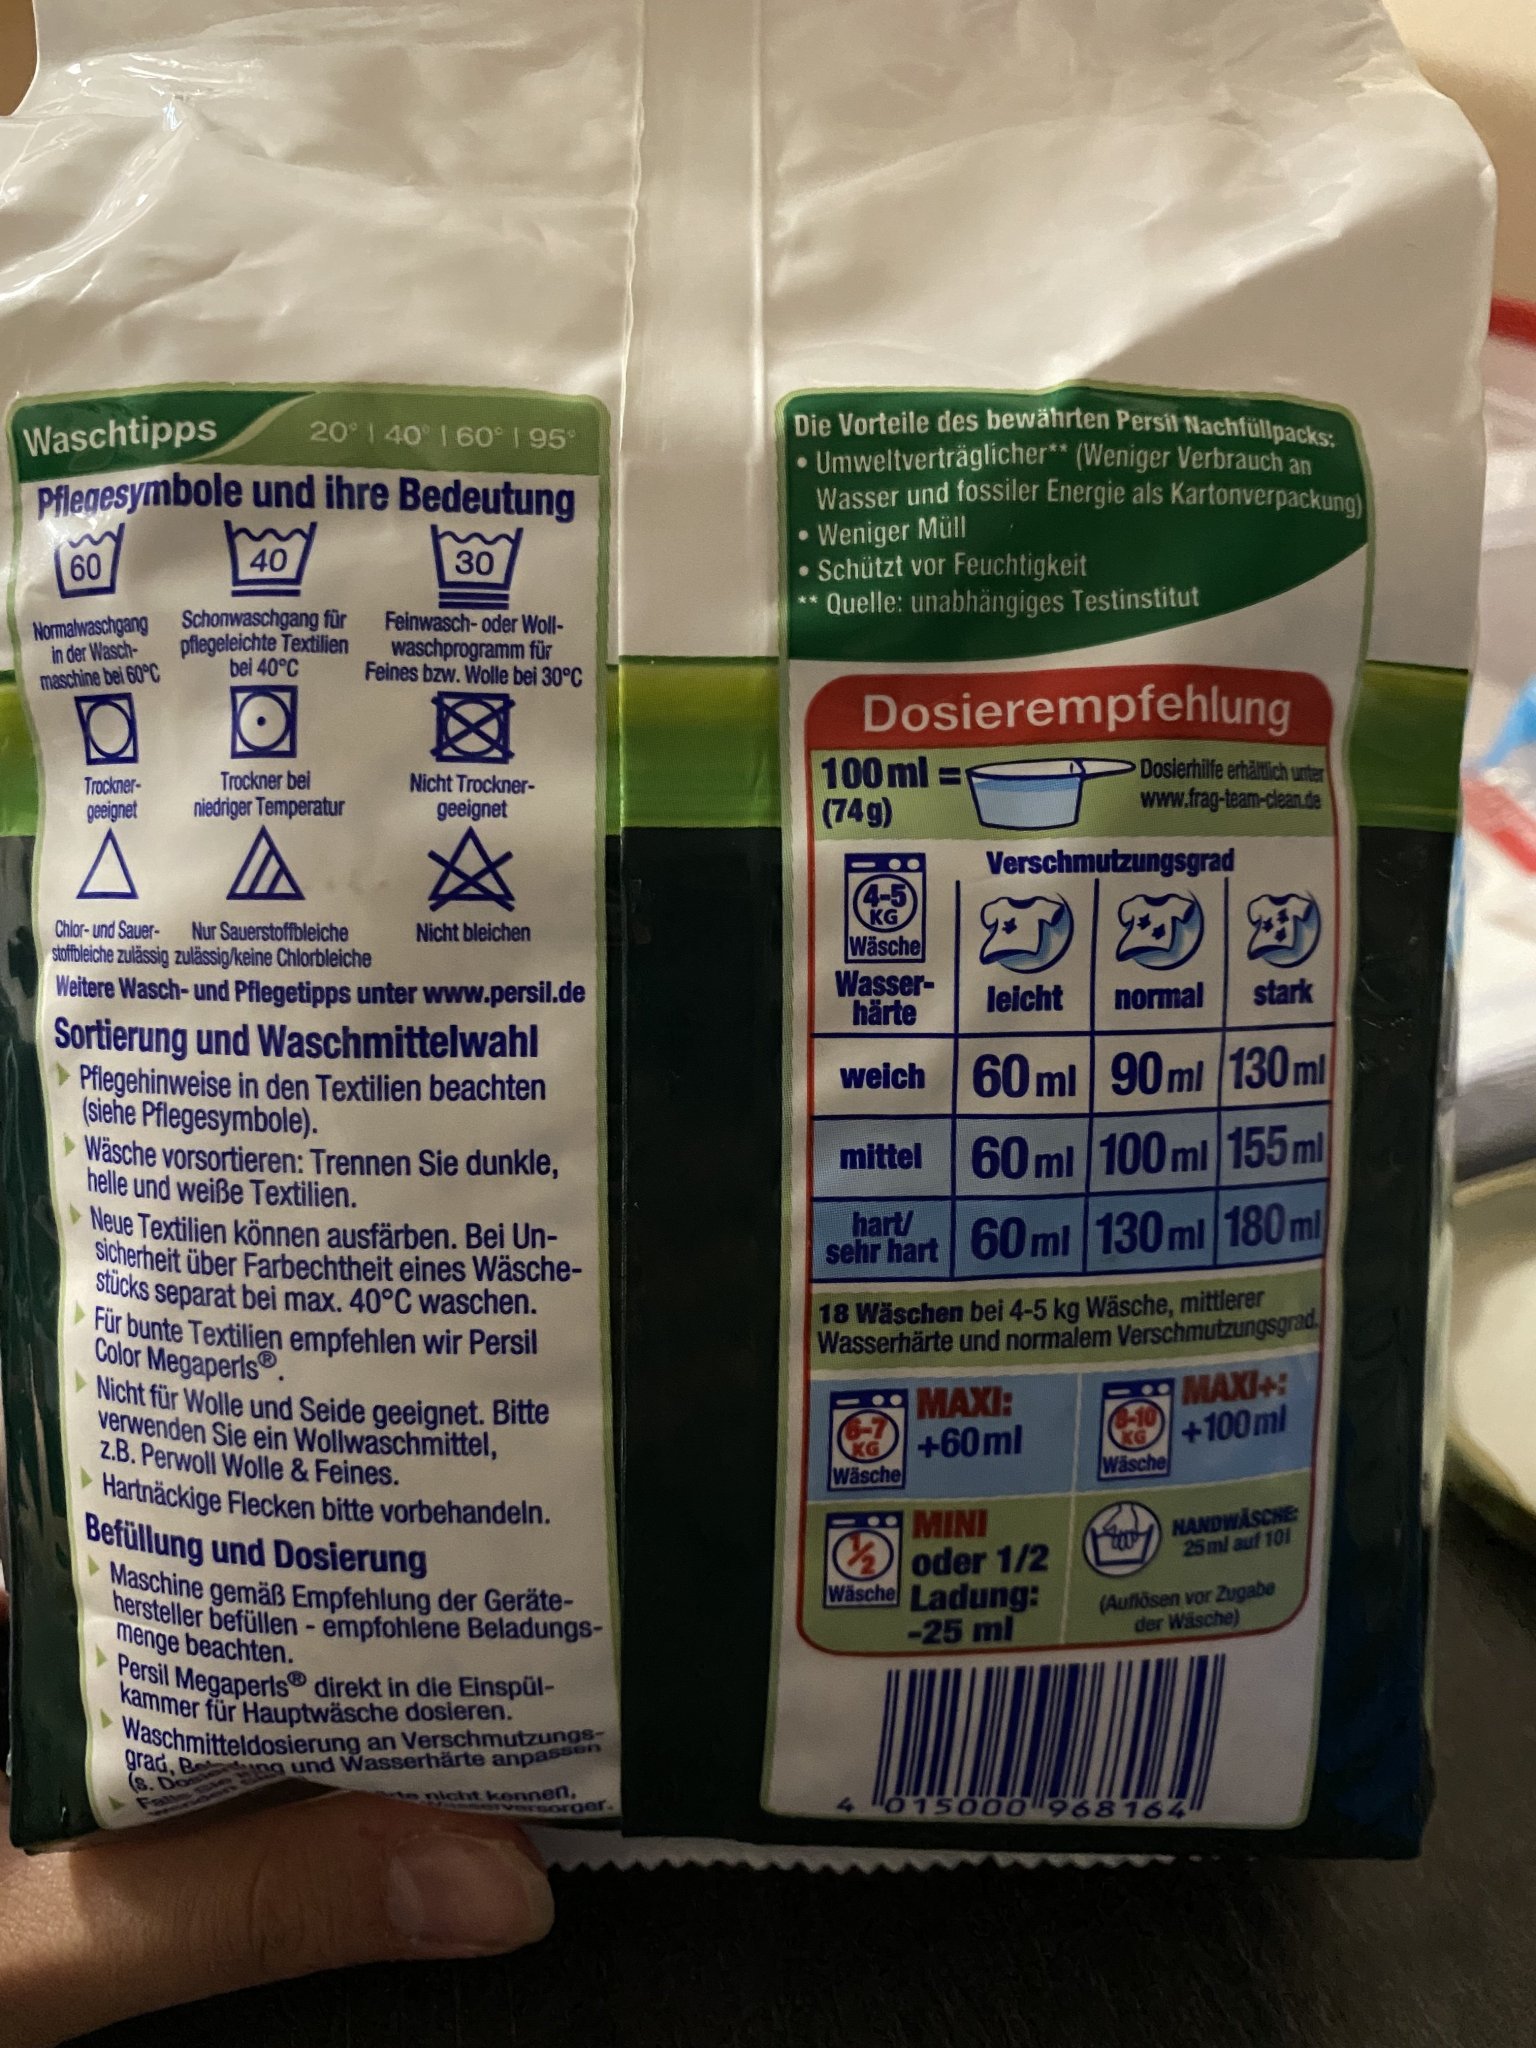 Waschtipps
20° | 40° | 60° | 95°
Pflegesymbole und ihre Bedeutung
60
40
30
Normalwaschgang
in der Wasch-
maschine bei 60°C
Schonwaschgang für
pflegeleichte Textilien
bei 40°C
Feinwasch- oder Woll-
waschprogramm für
Feines bzw. Wolle bei 30°C
Trockner-
geeignet
Trockner bei
niedriger Temperatur
Nicht Trockner-
geeignet
Chlor- und Sauer-
stoffbleiche zulässig
Nur Sauerstoffbleiche
zulässig/keine Chlorbleiche
Nicht bleichen
Weitere Wasch- und Pflegetipps unter www.persil.de
Sortierung und Waschmittelwahl
Pflegehinweise in den Textilien beachten
(siehe Pflegesymbole).
Wäsche vorsortieren: Trennen Sie dunkle,
helle und weiße Textilien.
Neue Textilien können ausfärben. Bei Un-
sicherheit über Farbechtheit eines Wäsche-
stücks separat bei max. 40°C waschen.
Für bunte Textilien empfehlen wir Persil
Color Megaperls®.
Nicht für Wolle und Seide geeignet. Bitte
verwenden Sie ein Wollwaschmittel,
z.B. Perwoll Wolle & Feines.
Hartnäckige Flecken bitte vorbehandeln.
Befüllung und Dosierung
Maschine gemäß Empfehlung der Geräte-
hersteller befüllen - empfohlene Beladungs-
menge beachten.
Persil Megaperls® direkt in die Einspül-
kammer für Hauptwäsche dosieren.
Waschmitteldosierung an Verschmutzungs-
grad, und Wasserhärte anpassen
(s.
Falls Sie nicht kennen,
Die Vorteile des bewährten Persil Nachfüllpacks:
• Umweltverträglicher** (Weniger Verbrauch an
Wasser und fossiler Energie als Kartonverpackung)
• Weniger Müll
• Schützt vor Feuchtigkeit
** Quelle: unabhängiges Testinstitut
Dosierempfehlung
100 ml =
(74 g)
Dosierhilfe erhältlich unter
www.frag-team-clean.de
4-5
KG
Wäsche
Verschmutzungsgrad
Wasser-
härte
leicht
normal
stark
weich 60 ml 90 ml 130 ml
mittel 60 ml 100 ml 155 ml
hart/
sehr hart 60 ml 130 ml 180 ml
18 Wäschen bei 4-5 kg Wäsche, mittlerer
Wasserhärte und normalem Verschmutzungsgrad.
6-7
KG
Wäsche
MAXI:
+60 ml
8-10
KG
Wäsche
MAXI+:
+100 ml
1/2
Wäsche
MINI
oder 1/2
Ladung:
-25 ml
HANDWÄSCHE:
25 ml auf 10 l
(Auflösen vor Zugabe
der Wäsche)
4 015000 968164